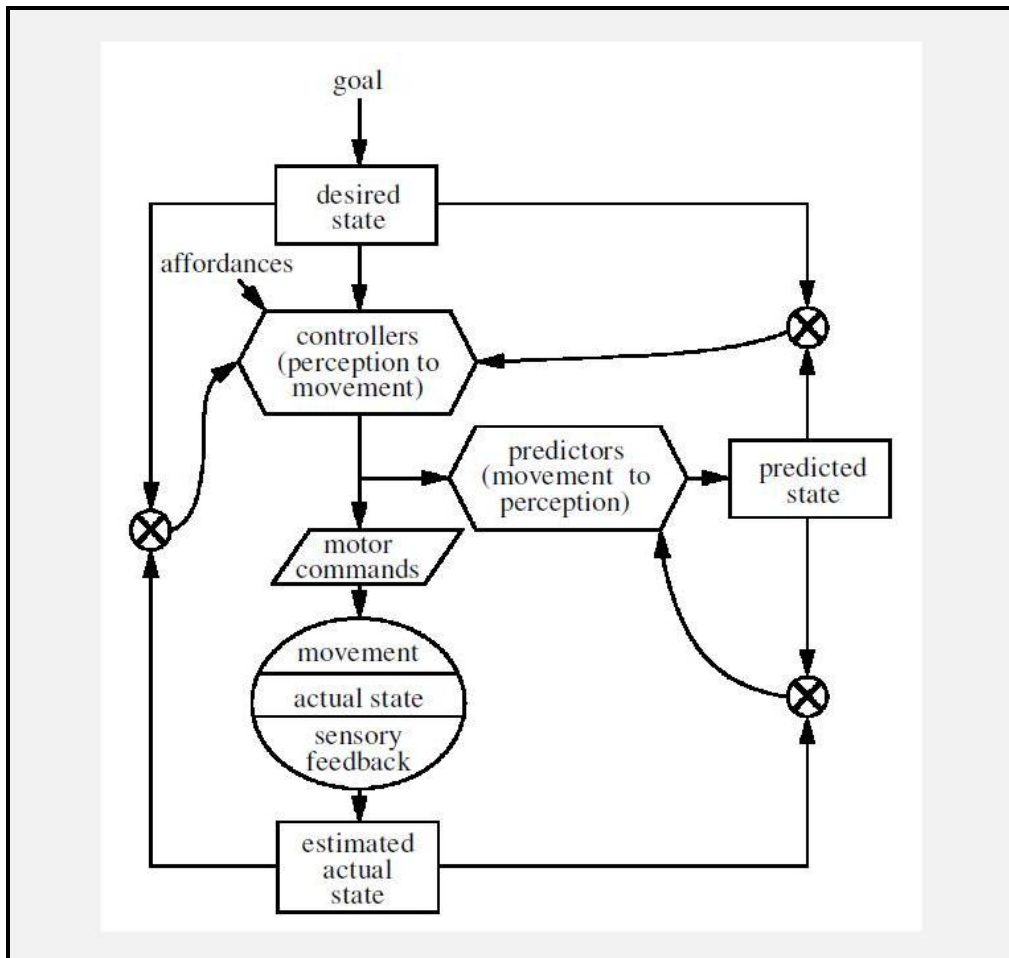 goal
desired
state
affordances
controllers
(perception to
movement)
predictors
(movement to
perception)
predicted
state
motor
commands
movement
actual state
sensory
feedback
estimated
actual
state